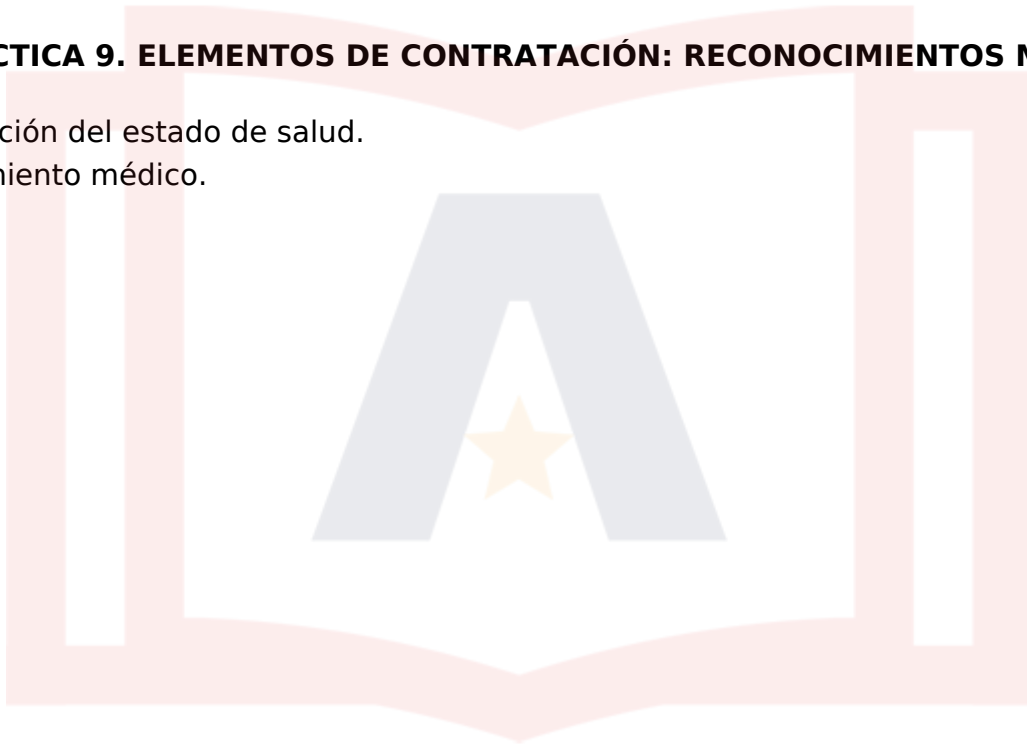 CTICA 9. ELEMENTOS DE CONTRATACIÓN: RECONOCIMIENTOS
ción del estado de salud.
miento médico.